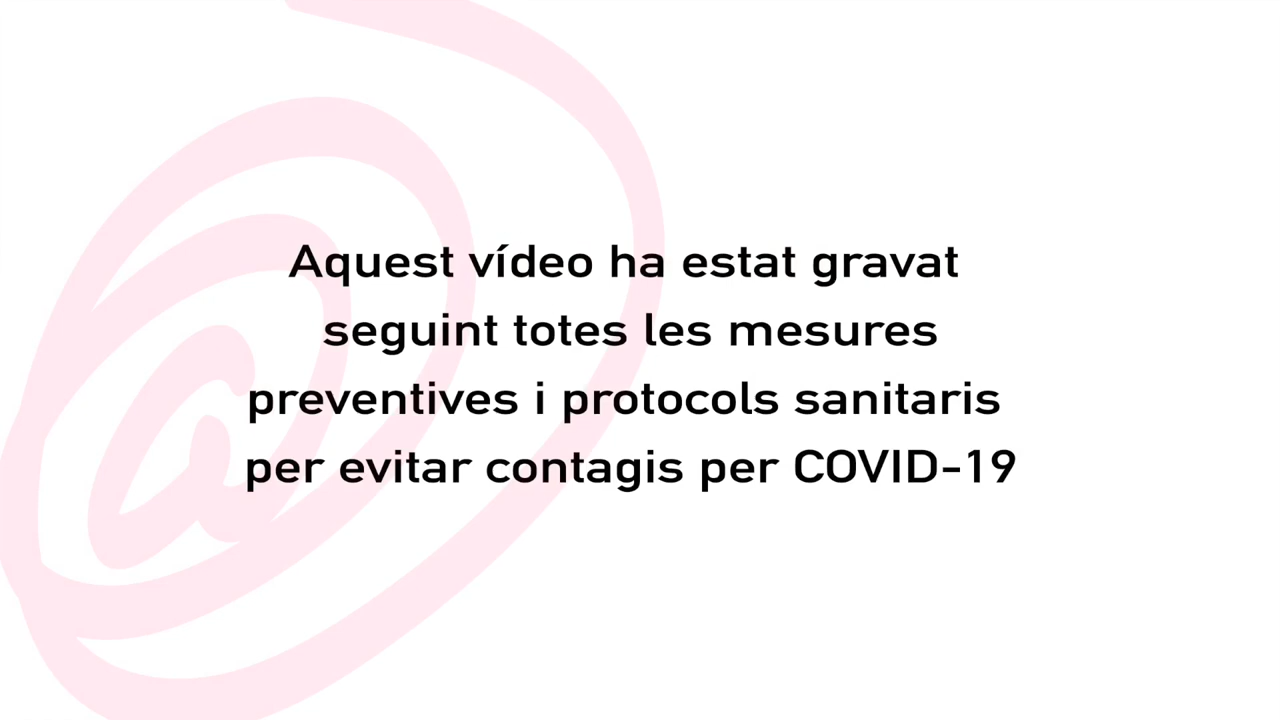 Aquest vídeo ha estat gravat
seguint totes les mesures
preventives i protocols sanitaris
per evitar contagis per COVID-19